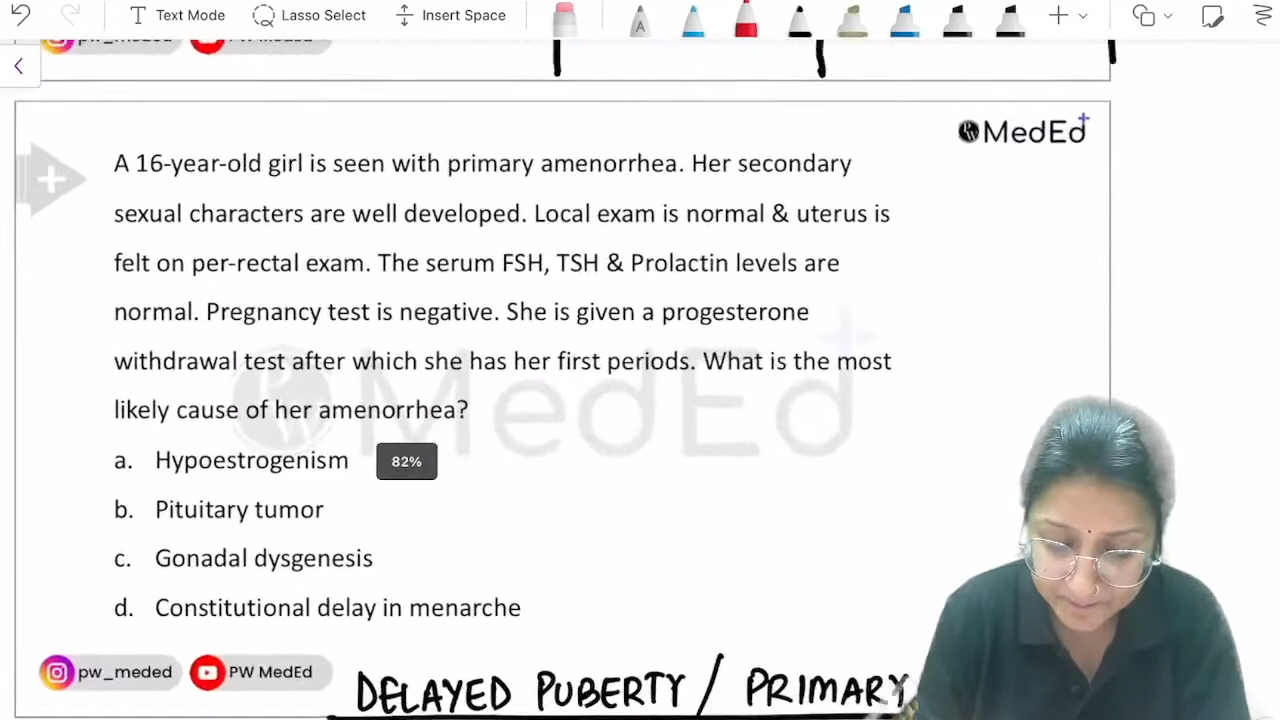 Text Mode
Lasso Select
Insert Space
A
pw_meded
PW MedEd
MedEd
A 16-year-old girl is seen with primary amenorrhea. Her secondary
sexual characters are well developed. Local exam is normal & uterus is
felt on per-rectal exam. The serum FSH, TSH & Prolactin levels are
normal. Pregnancy test is negative. She is given a progesterone
withdrawal test after which she has her first periods. What is the most
likely cause of her amenorrhea?
MedEd
a. Hypoestrogenism
82%
b. Pituitary tumor
c. Gonadal dysgenesis
d. Constitutional delay in menarche
pw_meded
PW MedEd
DELAYED PUBERTY / PRIMARY